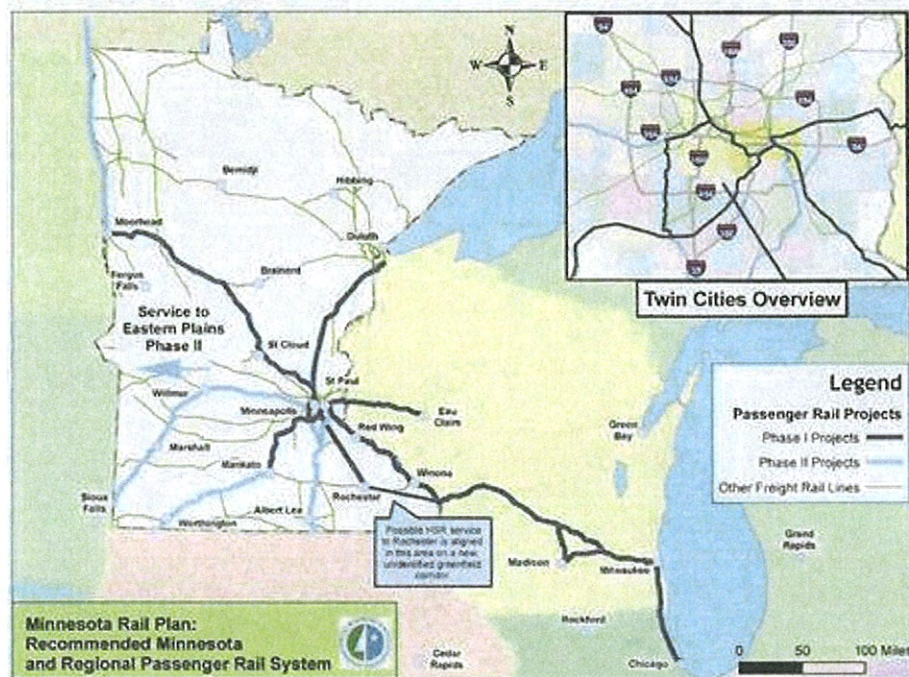 N
W E
S
Bemidji
Hibbing
Moorhead
Duluth
Brainerd
Fergus
Falls
Service to
Eastern Plains
Phase II
St Cloud
Willmar
St Paul
Minneapolis
Eau
Claim
Red Wing
Marshall
Mankato
Winona
Rochester
Sioux
Falls
Albert Lea
Worthington
Possible HSR service
to Rochester is aligned
in this area on a new,
unidentified greenfield
corridor.
Green
Bay
Madison
Milwaukee
Grand
Rapids
Rockford
Cedar
Rapids
Chicago
Twin Cities Overview
Legend
Passenger Rail Projects
Phase I Projects
Phase II Projects
Other Freight Rail Lines
Minnesota Rail Plan:
Recommended Minnesota
and Regional Passenger Rail System
0 50 100 Miles